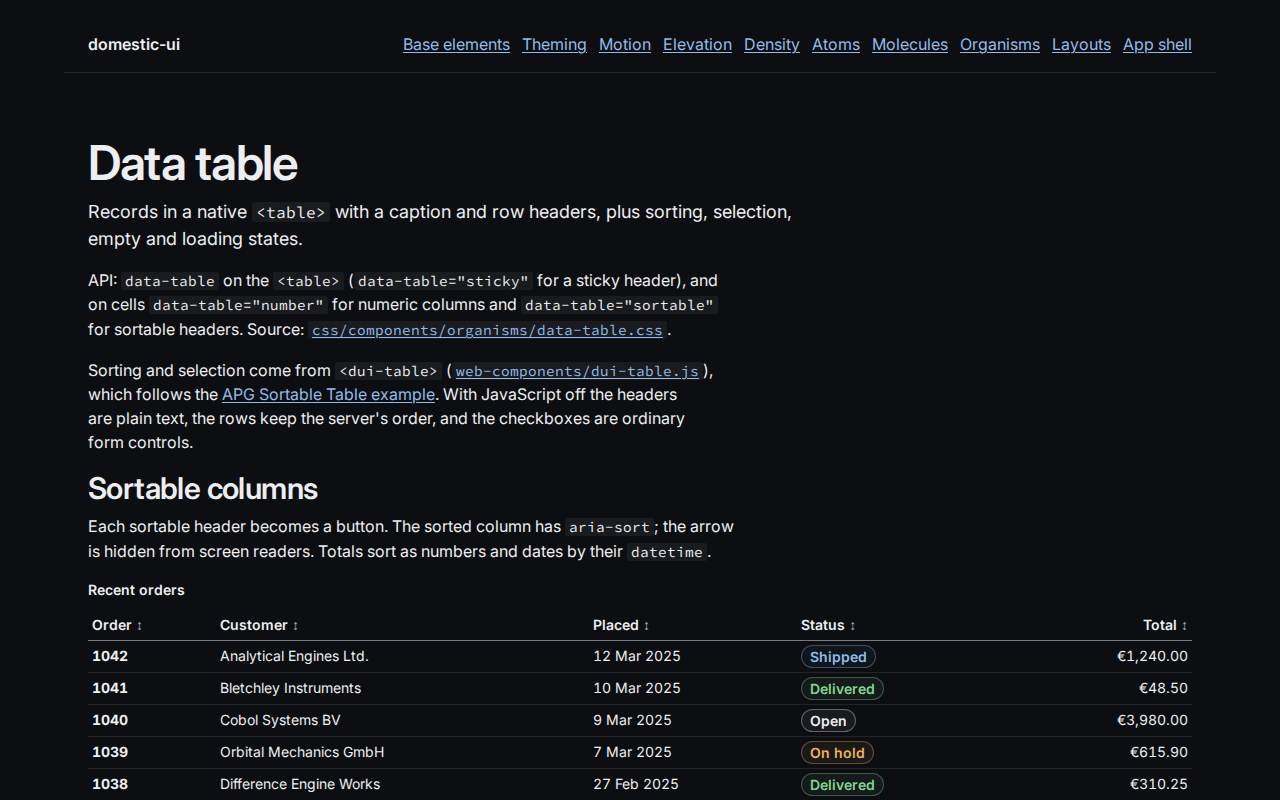 domestic-ui Base elements Theming Motion Elevation Density Atoms Molecules Organisms Layouts App shell
Data table
Records in a native <table> with a caption and row headers, plus sorting, selection,
empty and loading states.
API: data-table on the <table> ( data-table="sticky" for a sticky header), and
on cells data-table="number" for numeric columns and data-table="sortable"
for sortable headers. Source: css/components/organisms/data-table.css .
Sorting and selection come from <dui-table> ( web-components/dui-table.js ),
which follows the APG Sortable Table example. With JavaScript off the headers
are plain text, the rows keep the server's order, and the checkboxes are ordinary
form controls.
Sortable columns
Each sortable header becomes a button. The sorted column has aria-sort ; the arrow
is hidden from screen readers. Totals sort as numbers and dates by their datetime .
Recent orders
Order ↕ Customer ↕ Placed ↕ Status ↕ Total ↕
1042 Analytical Engines Ltd. 12 Mar 2025 Shipped €1,240.00
1041 Bletchley Instruments 10 Mar 2025 Delivered €48.50
1040 Cobol Systems BV 9 Mar 2025 Open €3,980.00
1039 Orbital Mechanics GmbH 7 Mar 2025 On hold €615.90
1038 Difference Engine Works 27 Feb 2025 Delivered €310.25